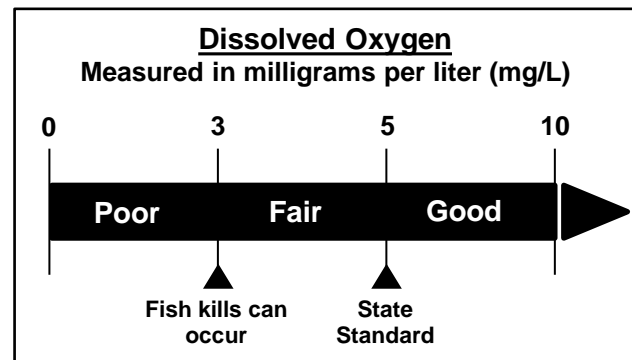 Dissolved Oxygen
Measured in milligrams per liter (mg/L)
0 3 5 10
Poor Fair Good
Fish kills can occur
State Standard